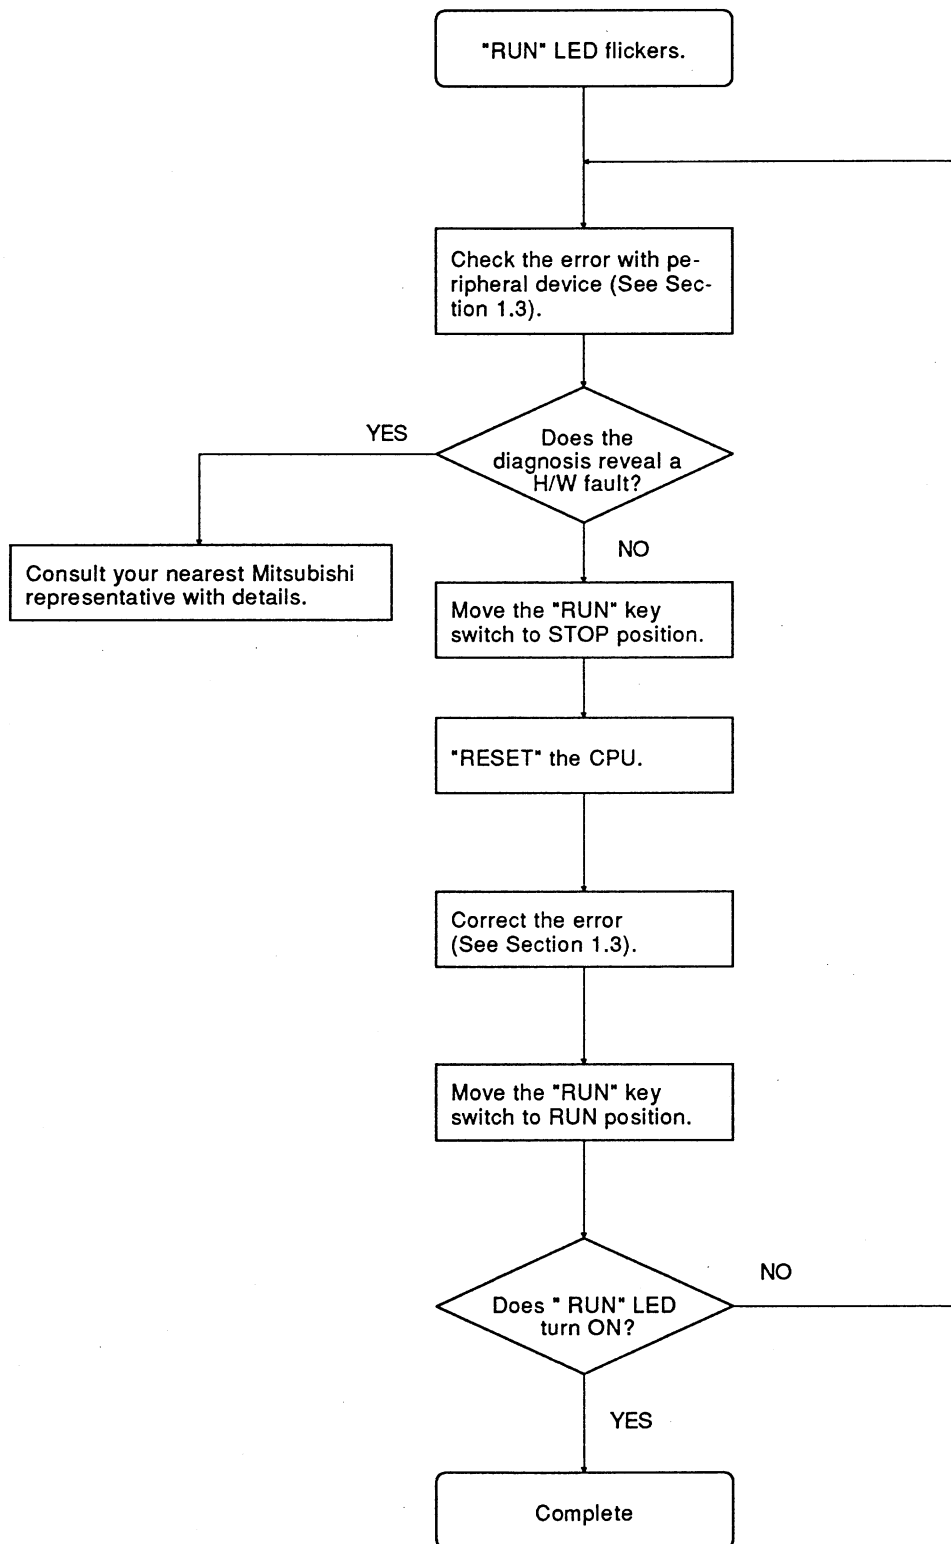 "RUN" LED flickers.
Check the error with pe-
ripheral device (See Sec-
tion 1.3).
YES
Does the
diagnosis reveal a
H/W fault?
NO
Consult your nearest Mitsubishi
representative with details.
Move the "RUN" key
switch to STOP position.
"RESET" the CPU.
Correct the error
(See Section 1.3).
Move the "RUN" key
switch to RUN position.
NO
Does " RUN" LED
turn ON?
YES
Complete